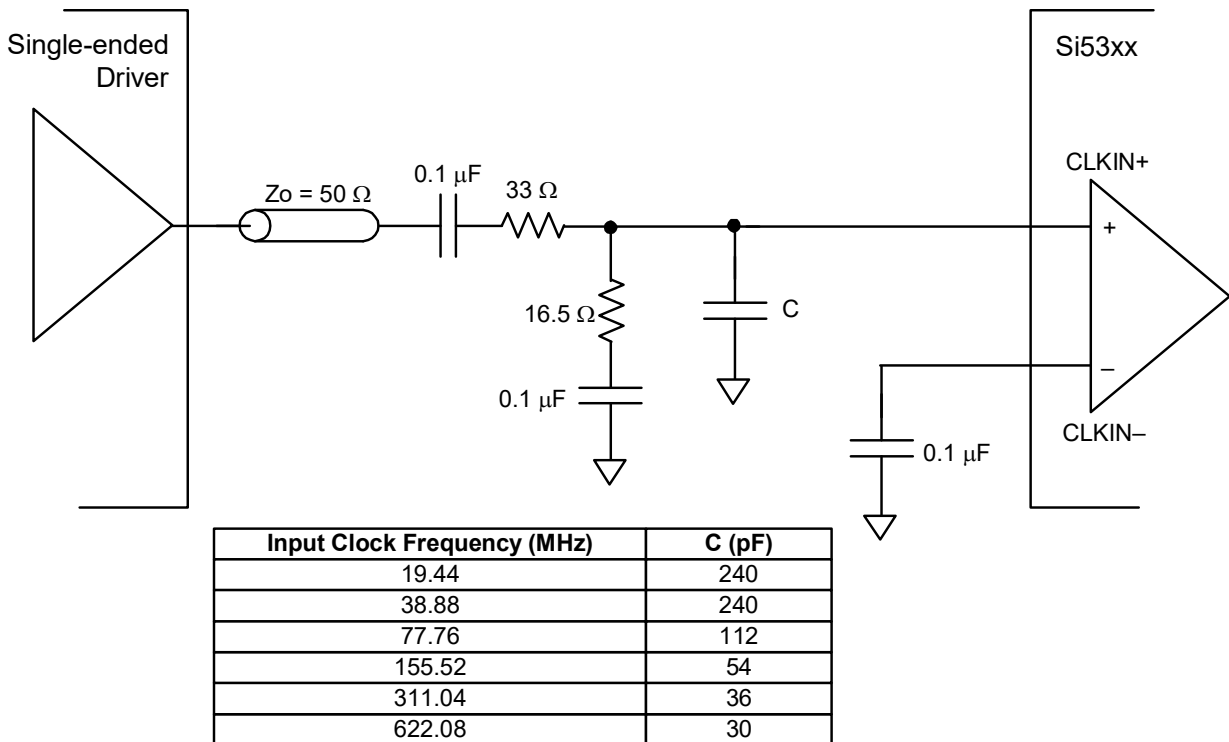 Single-ended
Driver
Si53xx
Zo = 50 Ω
0.1 μF
33 Ω
CLKIN+
+
16.5 Ω
C
0.1 μF
–
CLKIN–
0.1 μF
Input Clock Frequency (MHz) C (pF)
19.44 240
38.88 240
77.76 112
155.52 54
311.04 36
622.08 30